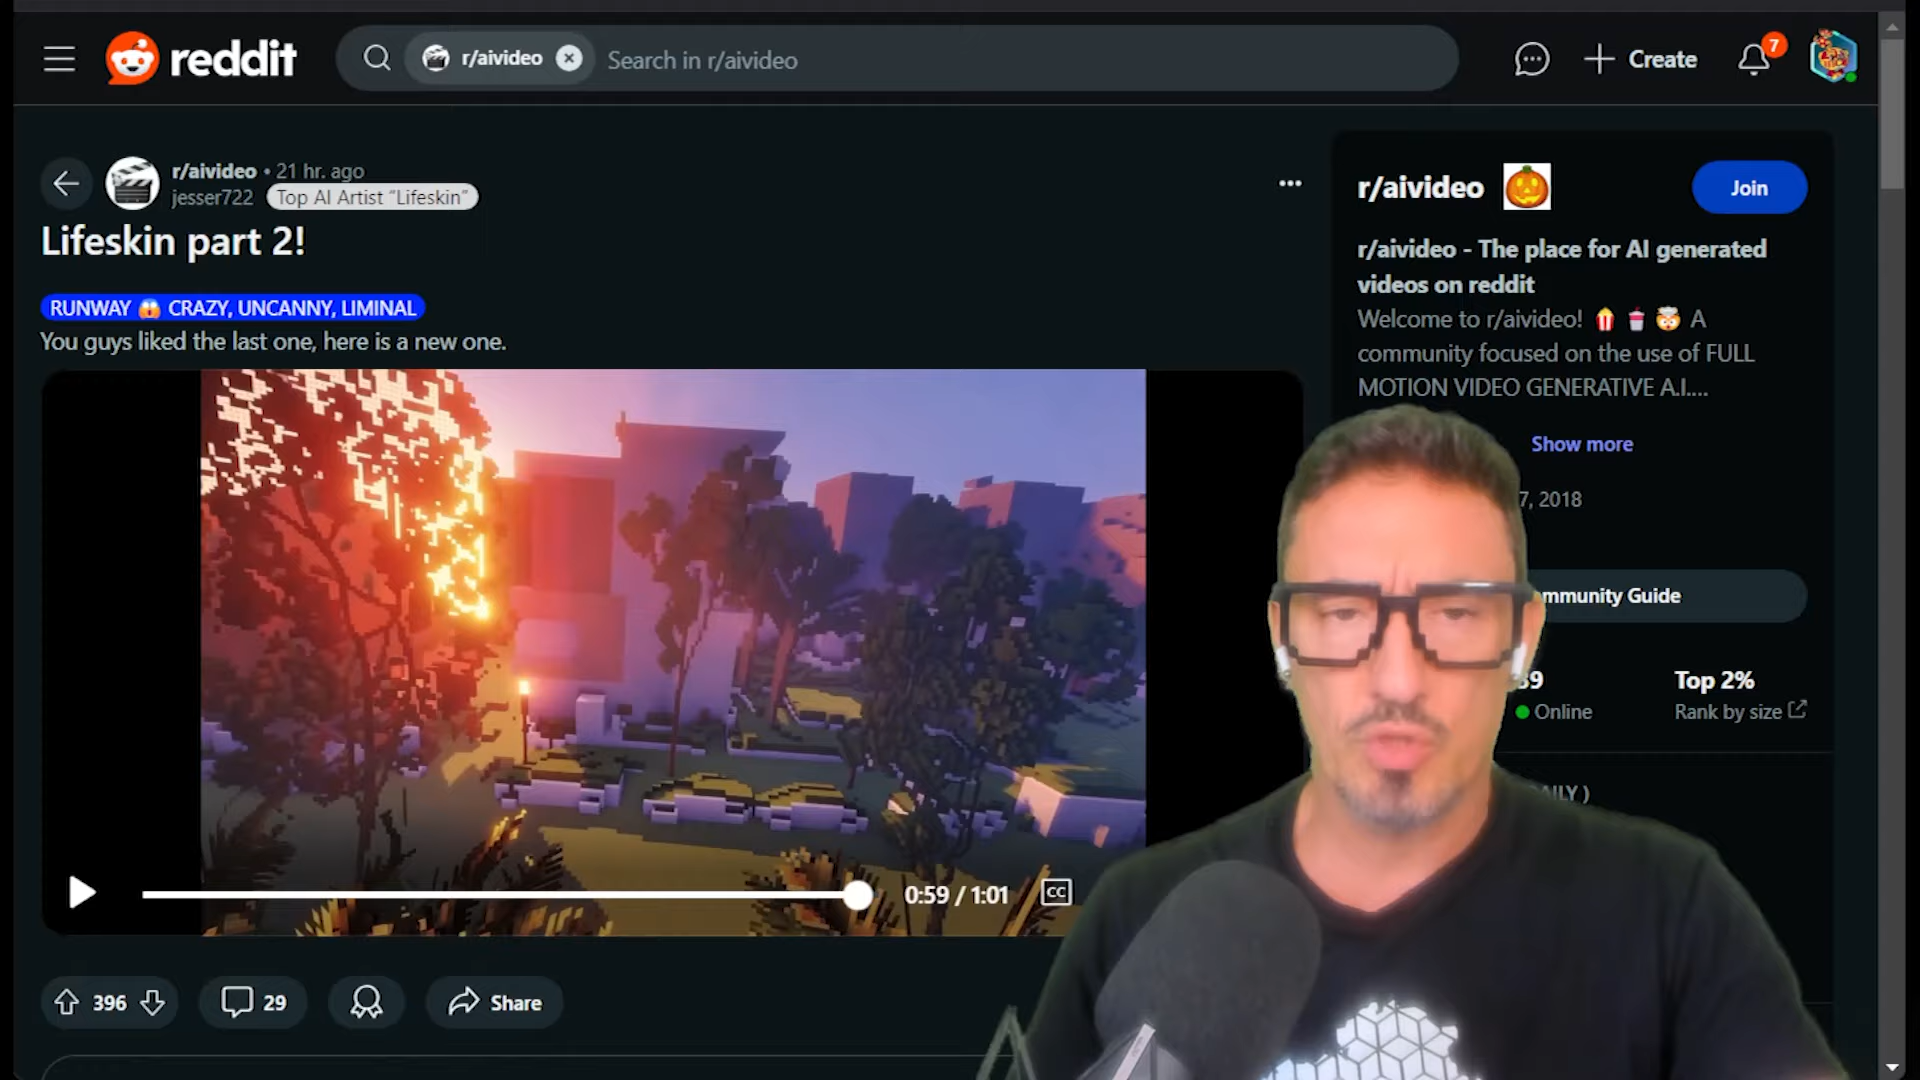 reddit
r/aivideo
Search in r/aivideo
Create
7
r/aivideo • 21 hr. ago
jesser722 Top AI Artist "Lifeskin"
Lifeskin part 2!
RUNWAY 😱 CRAZY, UNCANNY, LIMINAL
You guys liked the last one, here is a new one.
0:59 / 1:01
CC
396
29
Share
r/aivideo
Join
r/aivideo - The place for AI generated
videos on reddit
Welcome to r/aivideo! 🍿 🥤 🤯 A
community focused on the use of FULL
MOTION VIDEO GENERATIVE A.I....
Show more
7, 2018
mmunity Guide
39
Online
Top 2%
Rank by size
AILY )